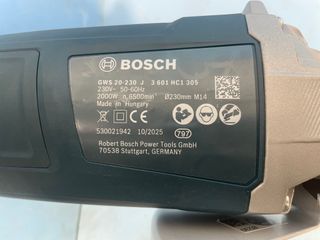 BOSCH
GWS 20-230 J 3 601 HC1 305
230V~ 50-60Hz
2000W n 6500min⁻¹ Ø230mm M14
Made in Hungary
530021942 10/2025 797
Robert Bosch Power Tools GmbH
70538 Stuttgart, GERMANY